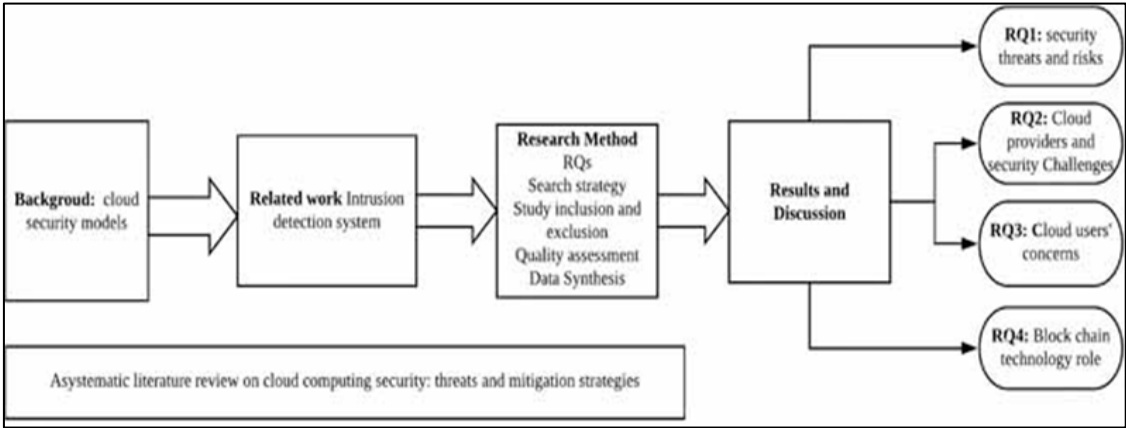 Backgroud: cloud
security models
Related work Intrusion
detection system
Research Method
RQs
Search strategy
Study inclusion and
exclusion
Quality assessment
Data Synthesis
Results and
Discussion
RQ1: security
threats and risks
RQ2: Cloud
providers and
security Challenges
RQ3: Cloud users'
concerns
RQ4: Block chain
technology role
Asystematic literature review on cloud computing security: threats and mitigation strategies